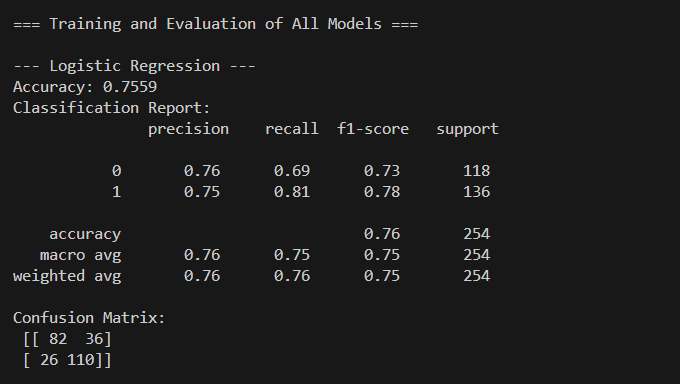 === Training and Evaluation of All Models ===
--- Logistic Regression ---
Accuracy: 0.7559
Classification Report:
precision recall f1-score support
0 0.76 0.69 0.73 118
1 0.75 0.81 0.78 136
accuracy 0.76 254
macro avg 0.76 0.75 0.75 254
weighted avg 0.76 0.76 0.75 254
Confusion Matrix:
[[ 82 36]
[ 26 110]]